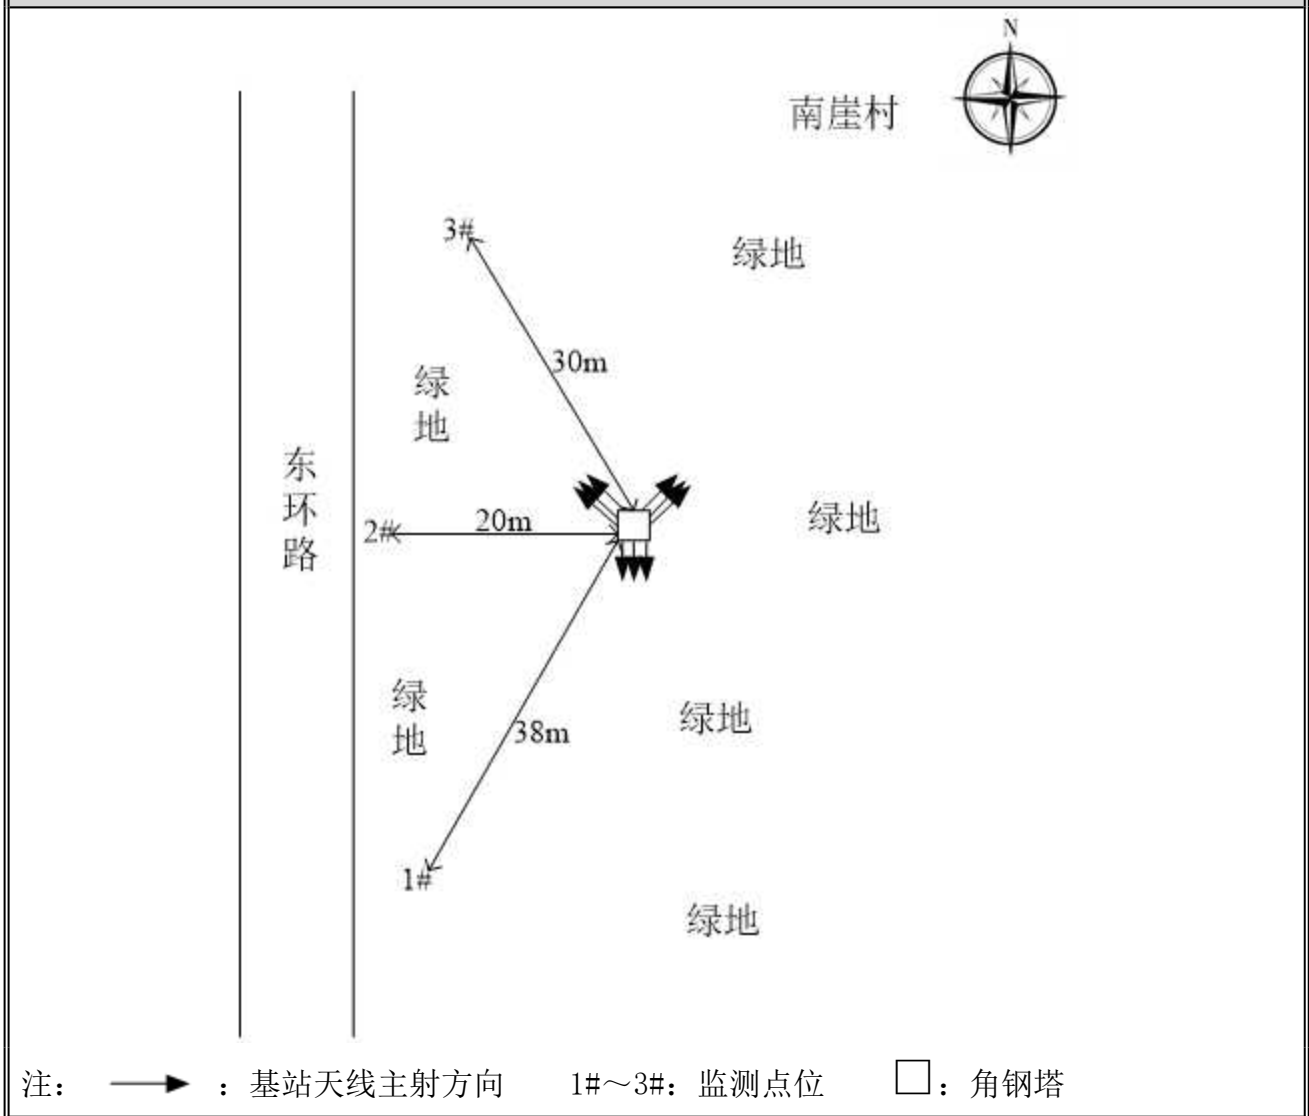 N
南崖村
3#
绿地
30m
绿
地
东
环
路
2#
20m
绿地
绿
地
38m
绿地
1#
绿地
注： ：基站天线主射方向 1#～3#：监测点位 ：角钢塔